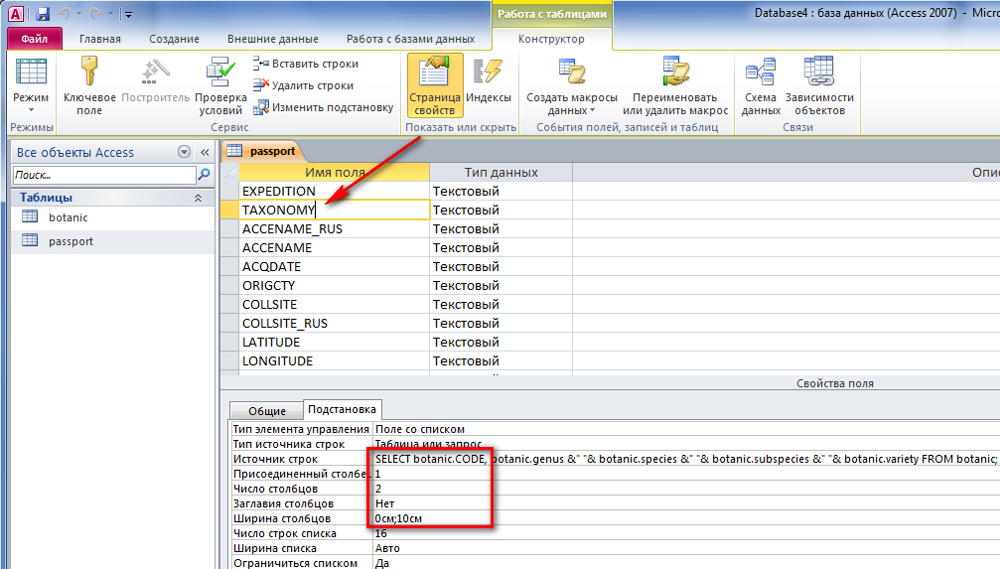 Работа с таблицами
Database4 : база данных (Access 2007) - Micro
Файл Главная Создание Внешние данные Работа с базами данных Конструктор
Режим
Ключевое поле
Построитель
Проверка условий
Вставить строки
Удалить строки
Изменить подстановку
Страница свойств
Индексы
Создать макросы данных
Переименовать или удалить макрос
Схема данных
Зависимости объектов
Режимы Сервис Показать или скрыть События полей, записей и таблиц Связи
Все объекты Access
Поиск...
Таблицы
botanic
passport
passport
Имя поля Тип данных Опис
EXPEDITION Текстовый
TAXONOMY Текстовый
ACCENAME_RUS Текстовый
ACCENAME Текстовый
ACQDATE Текстовый
ORIGCTY Текстовый
COLLSITE Текстовый
COLLSITE_RUS Текстовый
LATITUDE Текстовый
LONGITUDE Текстовый
Свойства поля
Общие Подстановка
Тип элемента управления Поле со списком
Тип источника строк Таблица или запрос
Источник строк SELECT botanic.CODE, botanic.genus &" "& botanic.species &" "& botanic.subspecies &" "& botanic.variety FROM botanic;
Присоединенный столбе 1
Число столбцов 2
Заглавия столбцов Нет
Ширина столбцов 0см;10см
Число строк списка 16
Ширина списка Авто
Ограничиться списком Да